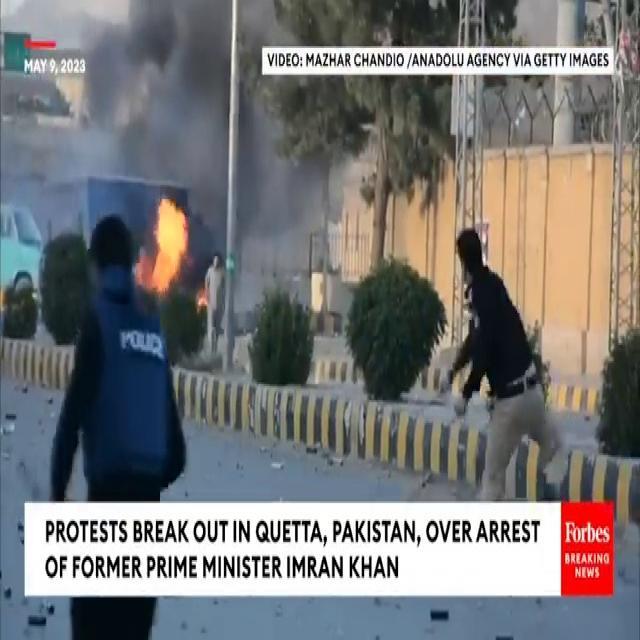 MAY 9, 2023
VIDEO: MAZHAR CHANDIO /ANADOLU AGENCY VIA GETTY IMAGES
POLICE
PROTESTS BREAK OUT IN QUETTA, PAKISTAN, OVER ARREST
OF FORMER PRIME MINISTER IMRAN KHAN
Forbes
BREAKING
NEWS